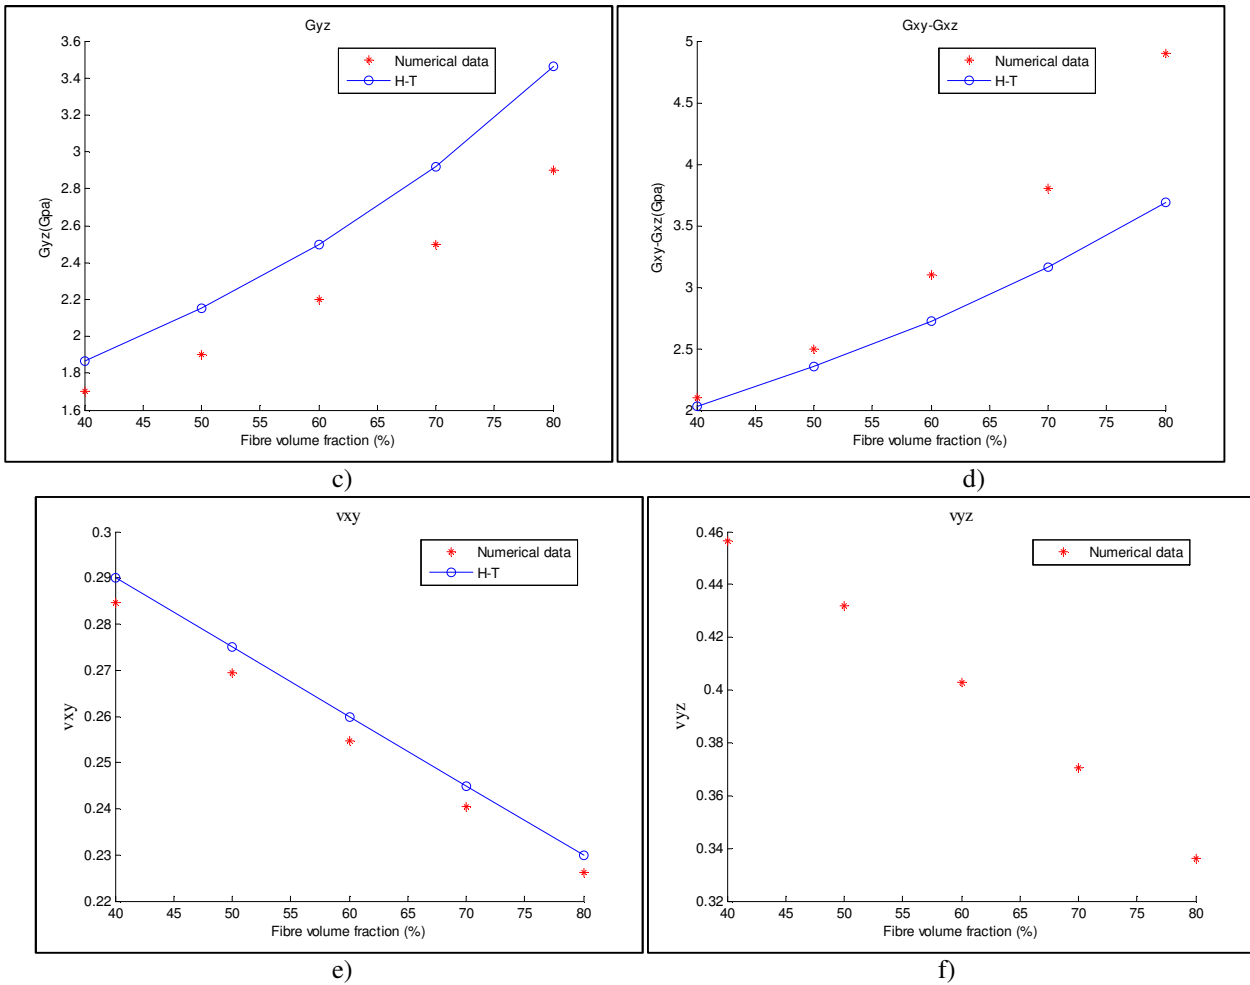 Gyz
3.6
3.4
3.2
3
2.8
2.6
2.4
2.2
2
1.8
1.6
Gyz(Gpa)
Numerical data
H-T
40 45 50 55 60 65 70 75 80
Fibre volume fraction (%)
c)
Gxy-Gxz
5
4.5
4
3.5
3
2.5
2
Gxy-Gxz(Gpa)
Numerical data
H-T
40 45 50 55 60 65 70 75 80
Fibre volume fraction (%)
d)
νxy
0.3
0.29
0.28
0.27
0.26
0.25
0.24
0.23
0.22
νxy
Numerical data
H-T
40 45 50 55 60 65 70 75 80
Fibre volume fraction (%)
e)
νyz
0.46
0.44
0.42
0.4
0.38
0.36
0.34
0.32
νyz
Numerical data
40 45 50 55 60 65 70 75 80
Fibre volume fraction (%)
f)